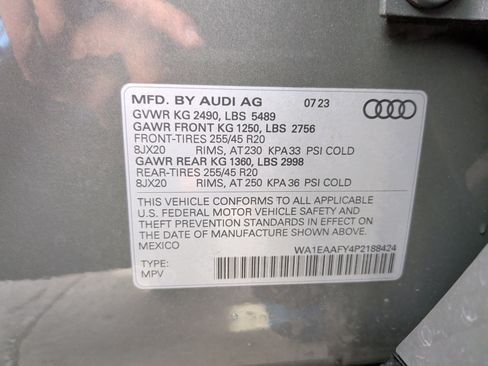 MFD. BY AUDI AG 07 23
GVWR KG 2490, LBS 5489
GAWR FRONT KG 1250, LBS 2756
FRONT-TIRES 255/45 R20
8JX20 RIMS, AT 230 KPA 33 PSI COLD
GAWR REAR KG 1360, LBS 2998
REAR-TIRES 255/45 R20
8JX20 RIMS, AT 250 KPA 36 PSI COLD
THIS VEHICLE CONFORMS TO ALL APPLICABLE
U.S. FEDERAL MOTOR VEHICLE SAFETY AND
THEFT PREVENTION STANDARDS IN EFFECT ON
THE DATE OF MANUFACTURE SHOWN ABOVE.
MEXICO WA1EAAFY4P2188424
TYPE:
MPV